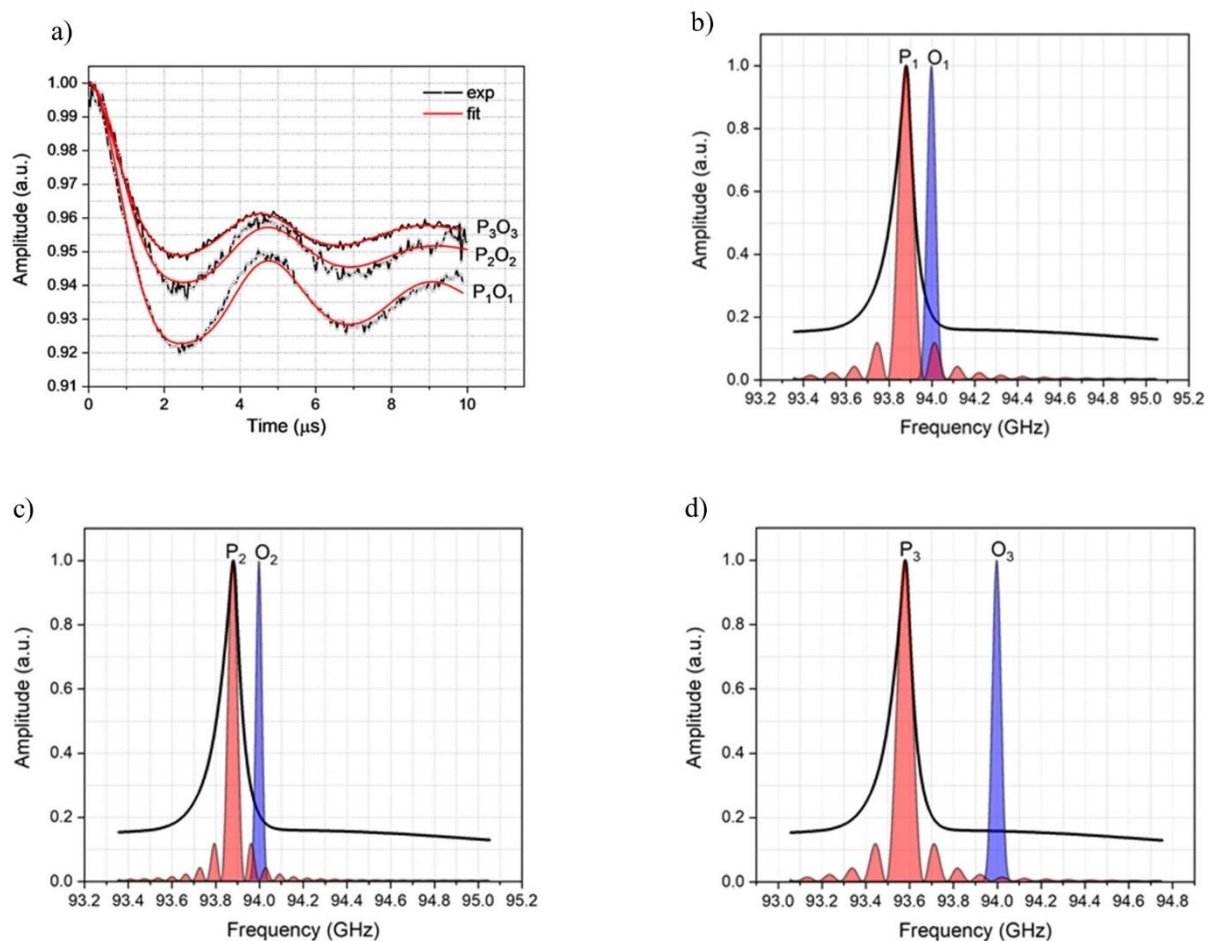 a)
1.00
0.99
0.98
0.97
0.96
0.95
0.94
0.93
0.92
0.91
Amplitude (a.u.)
exp
fit
P₃O₃
P₂O₂
P₁O₁
0 2 4 6 8 10
Time (μs)
b)
P₁ O₁
1.0
0.8
0.6
0.4
0.2
0.0
Amplitude (a.u.)
93.2 93.4 93.6 93.8 94.0 94.2 94.4 94.6 94.8 95.0 95.2
Frequency (GHz)
c)
P₂ O₂
1.0
0.8
0.6
0.4
0.2
0.0
Amplitude (a.u.)
93.2 93.4 93.6 93.8 94.0 94.2 94.4 94.6 94.8 95.0 95.2
Frequency (GHz)
d)
P₃ O₃
1.0
0.8
0.6
0.4
0.2
0.0
Amplitude (a.u.)
93.0 93.2 93.4 93.6 93.8 94.0 94.2 94.4 94.6 94.8
Frequency (GHz)